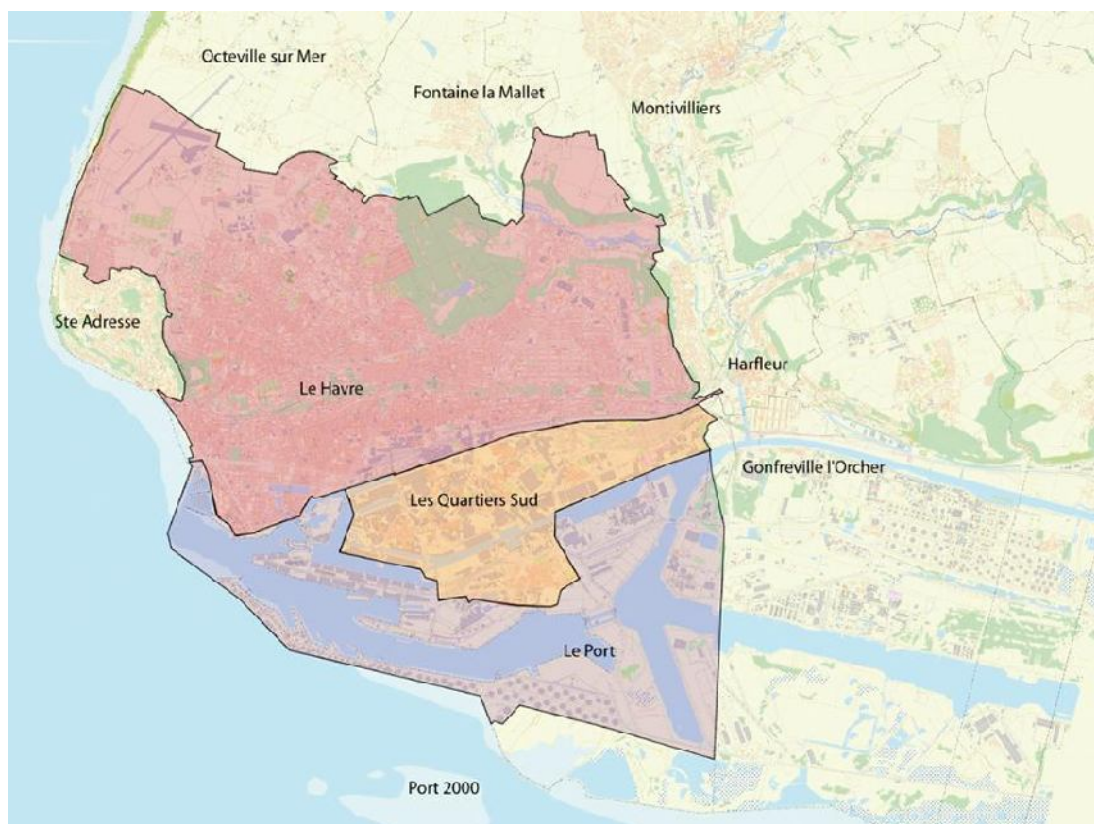 Octeville sur Mer
Fontaine la Mallet
Montivilliers
Ste Adresse
Le Havre
Harfleur
Gonfreville l'Orcher
Les Quartiers Sud
Le Port
Port 2000